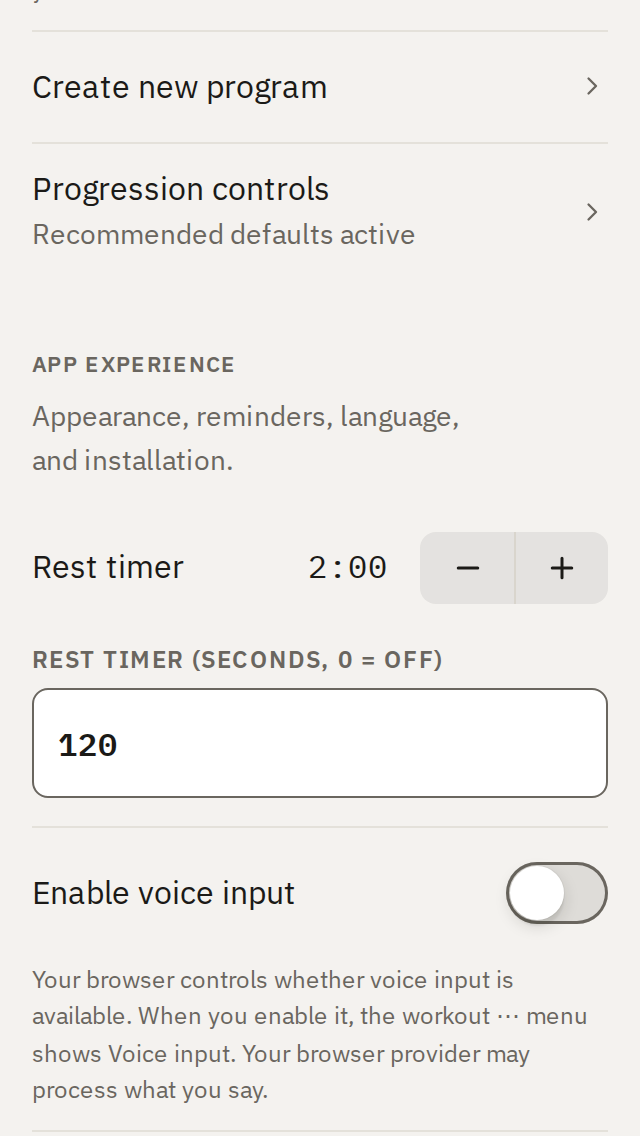 Create new program
Progression controls
Recommended defaults active
APP EXPERIENCE
Appearance, reminders, language,
and installation.
Rest timer 2:00 − +
REST TIMER (SECONDS, 0 = OFF)
120
Enable voice input
Your browser controls whether voice input is
available. When you enable it, the workout ··· menu
shows Voice input. Your browser provider may
process what you say.